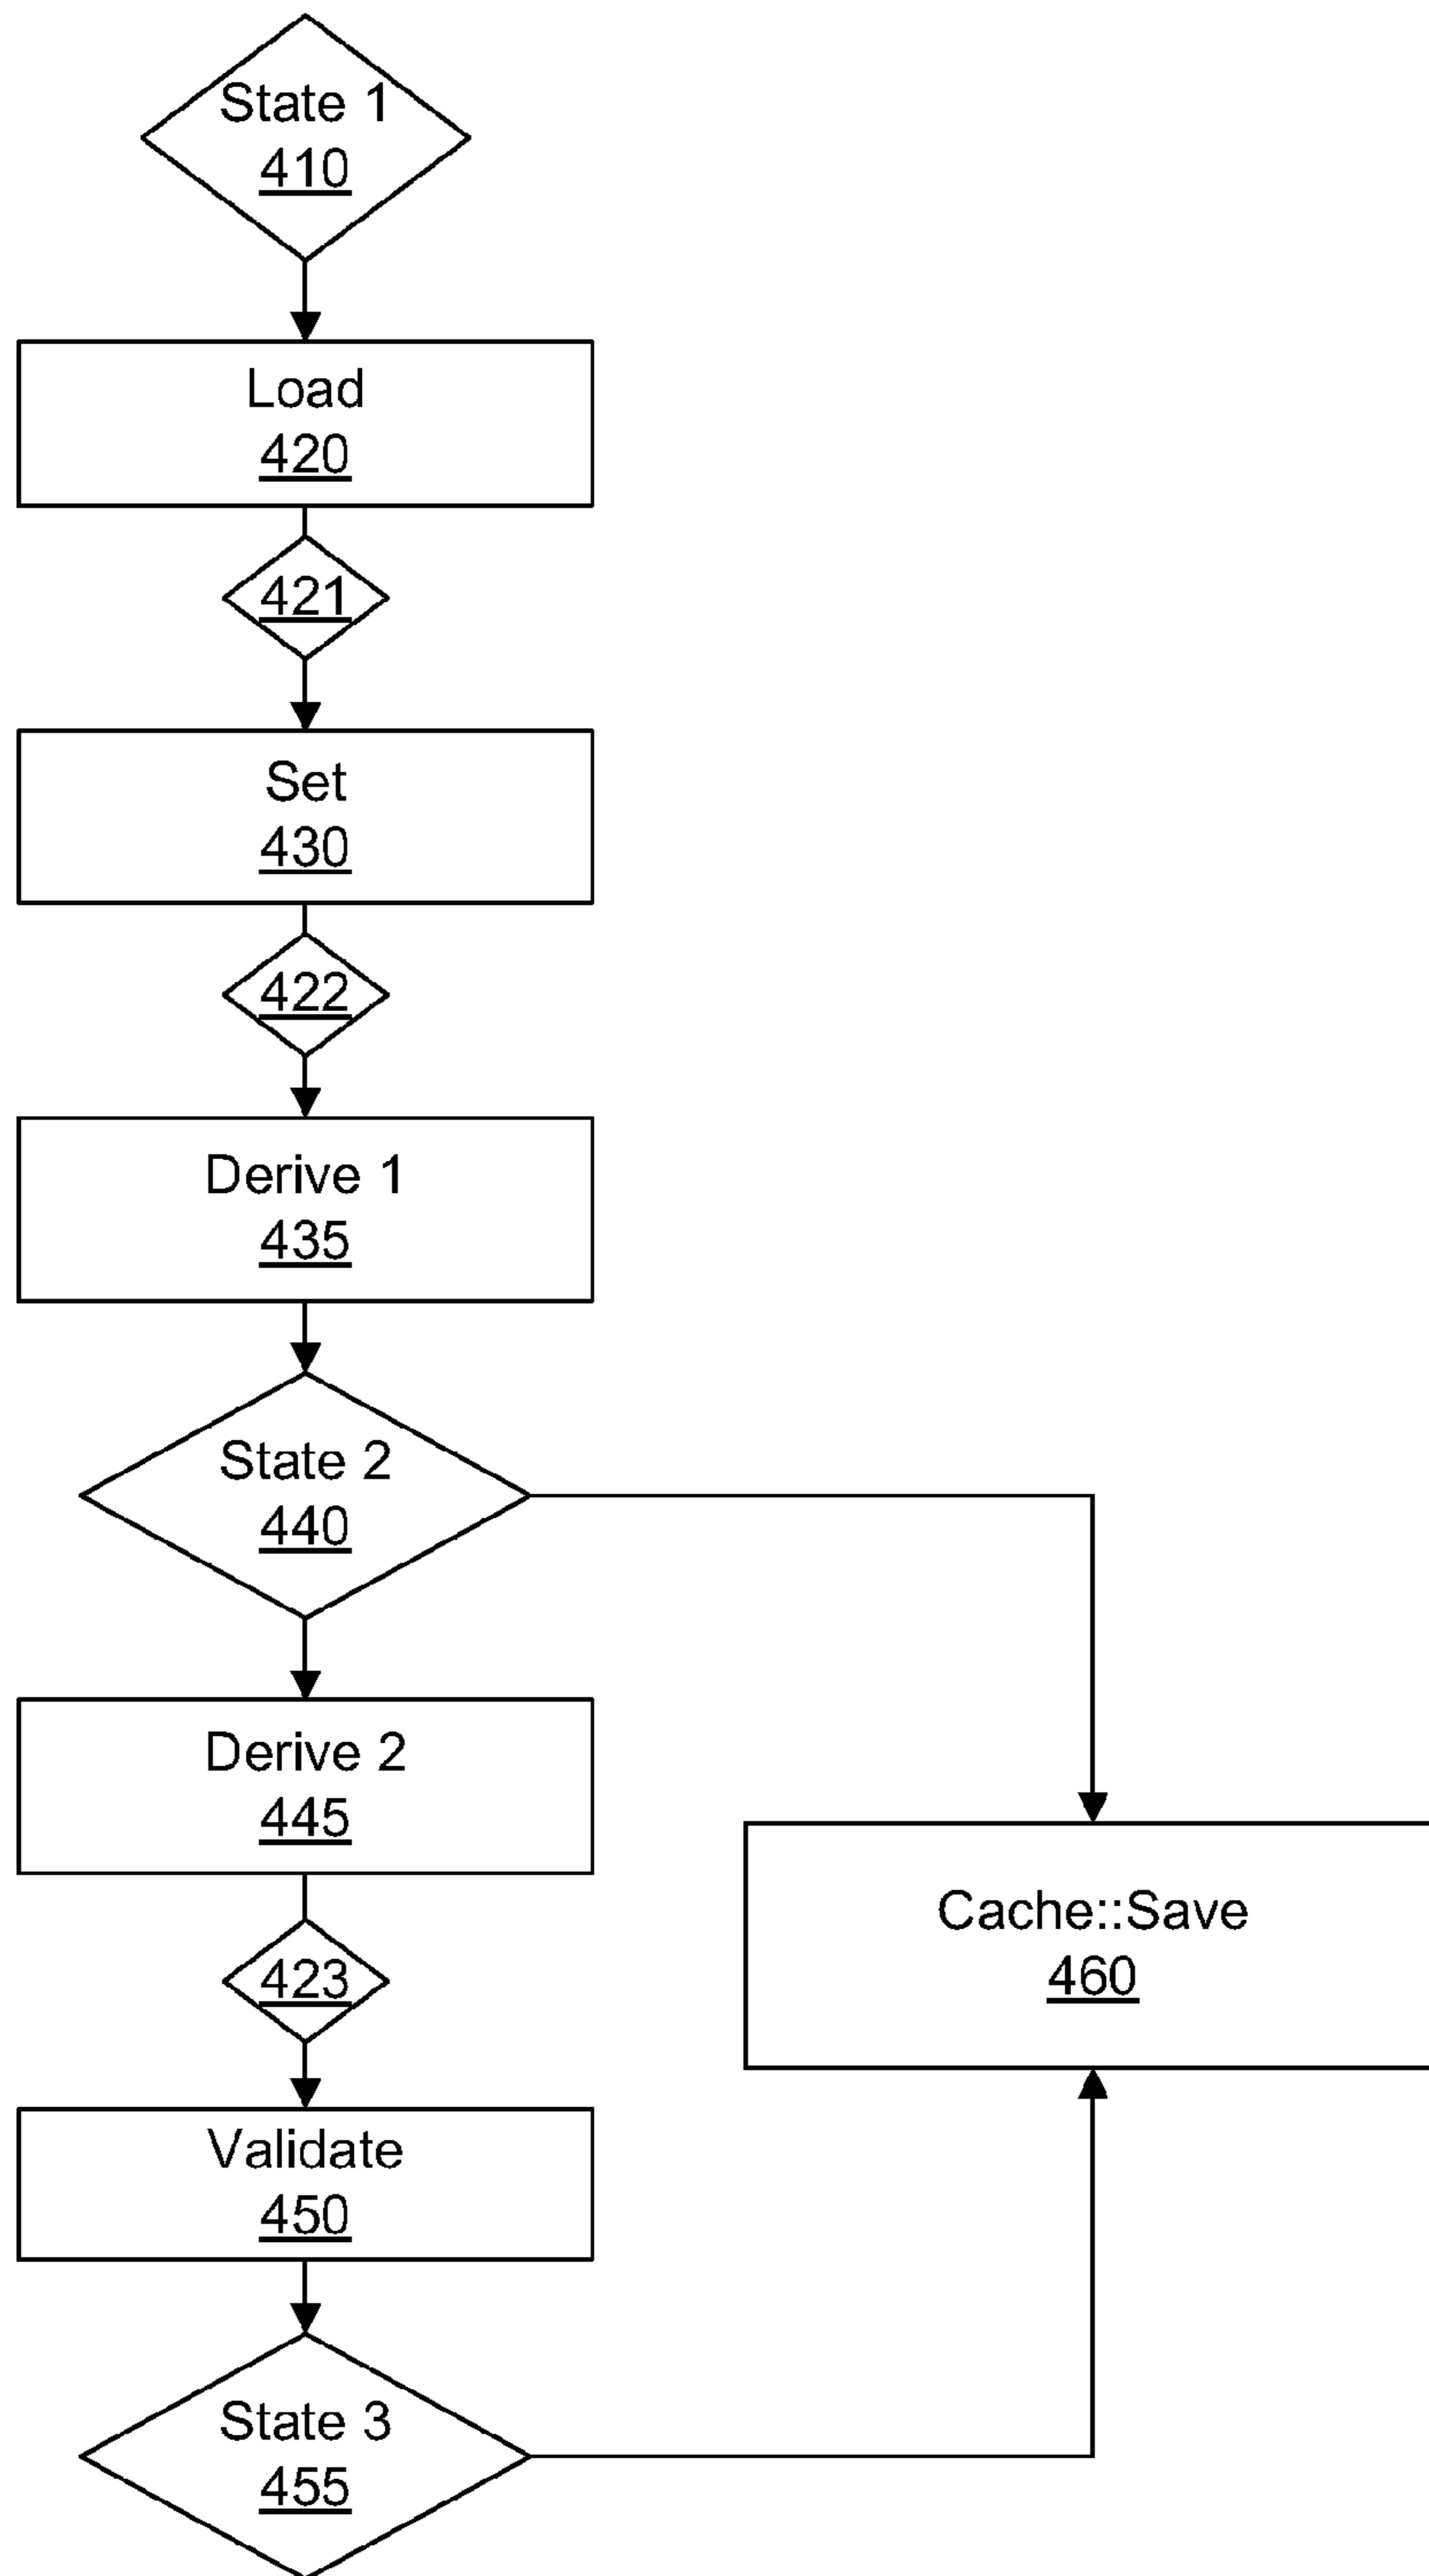 State 1
410
Load
420
421
Set
430
422
Derive 1
435
State 2
440
Derive 2
445
Cache::Save
460
423
Validate
450
State 3
455